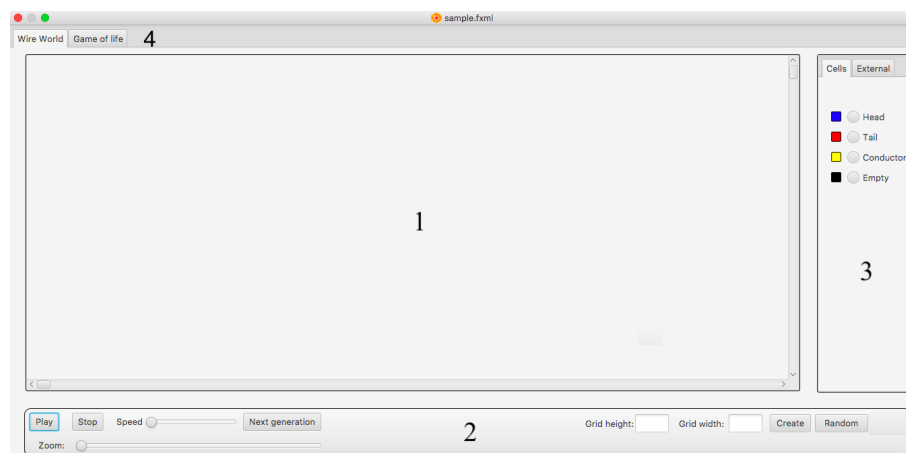 sample.fxml
Wire World Game of life 4
Cells External
Head
Tail
Conductor
Empty
1
3
Play Stop Speed Next generation 2 Grid height: Grid width: Create Random
Zoom: